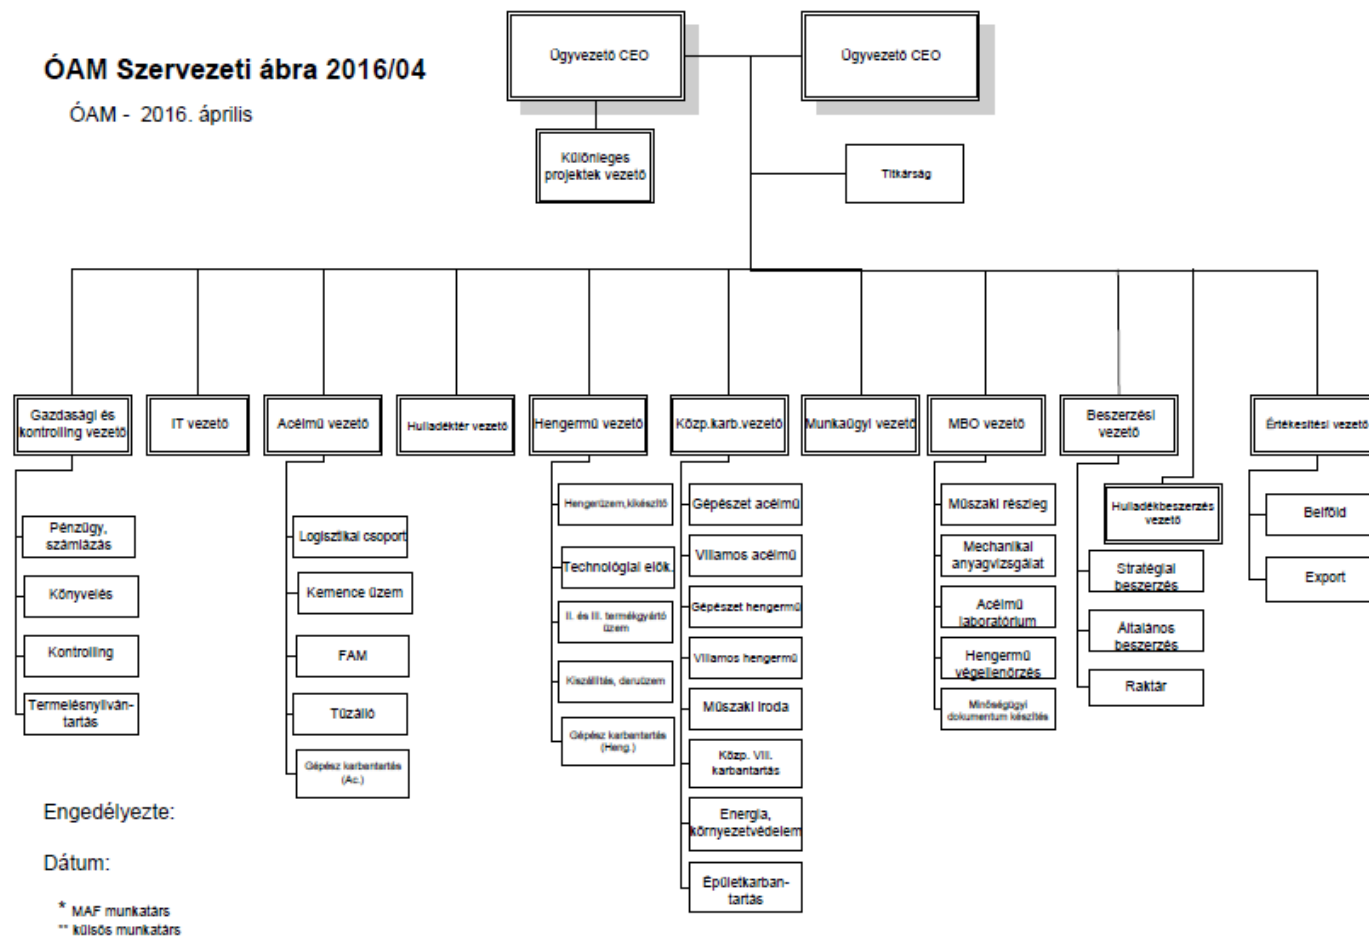 ÓAM Szervezeti ábra 2016/04
ÓAM - 2016. április
Ügyvezető CEO
Ügyvezető CEO
Különleges
projektek vezető
Titkárság
Gazdasági és
kontrolling vezető
IT vezető
Acélmű vezető
Hulladéktér vezető
Hengermű vezető
Közp.karb.vezető
Munkaügyi vezető
MBO vezető
Beszerzési
vezető
Értékesítési vezető
Pénzügy,
számlázás
Könyvelés
Kontrolling
Termelésnyilván-
tartás
Logisztikai csoport
Kemence üzem
FAM
Tűzálló
Gépész karbantartás
(Ac.)
Hengerüzem,kikészítő
Technológiai elők.
II. és III. termékgyártó
üzem
Kiszállítás, daruüzem
Gépész karbantartás
(Heng.)
Gépészet acélmű
Villamos acélmű
Gépészet hengermű
Villamos hengermű
Műszaki iroda
Közp. Vill.
karbantartás
Energia,
környezetvédelem
Épületkarban-
tartás
Műszaki részleg
Mechanikai
anyagvizsgálat
Acélmű
laboratórium
Hengermű
végellenőrzés
Minőségügyi
dokumentum készítés
Hulladékbeszerzés
vezető
Stratégiai
beszerzés
Általános
beszerzés
Raktár
Belföld
Export
Engedélyezte:
Dátum:
* MAF munkatárs
** külsős munkatárs